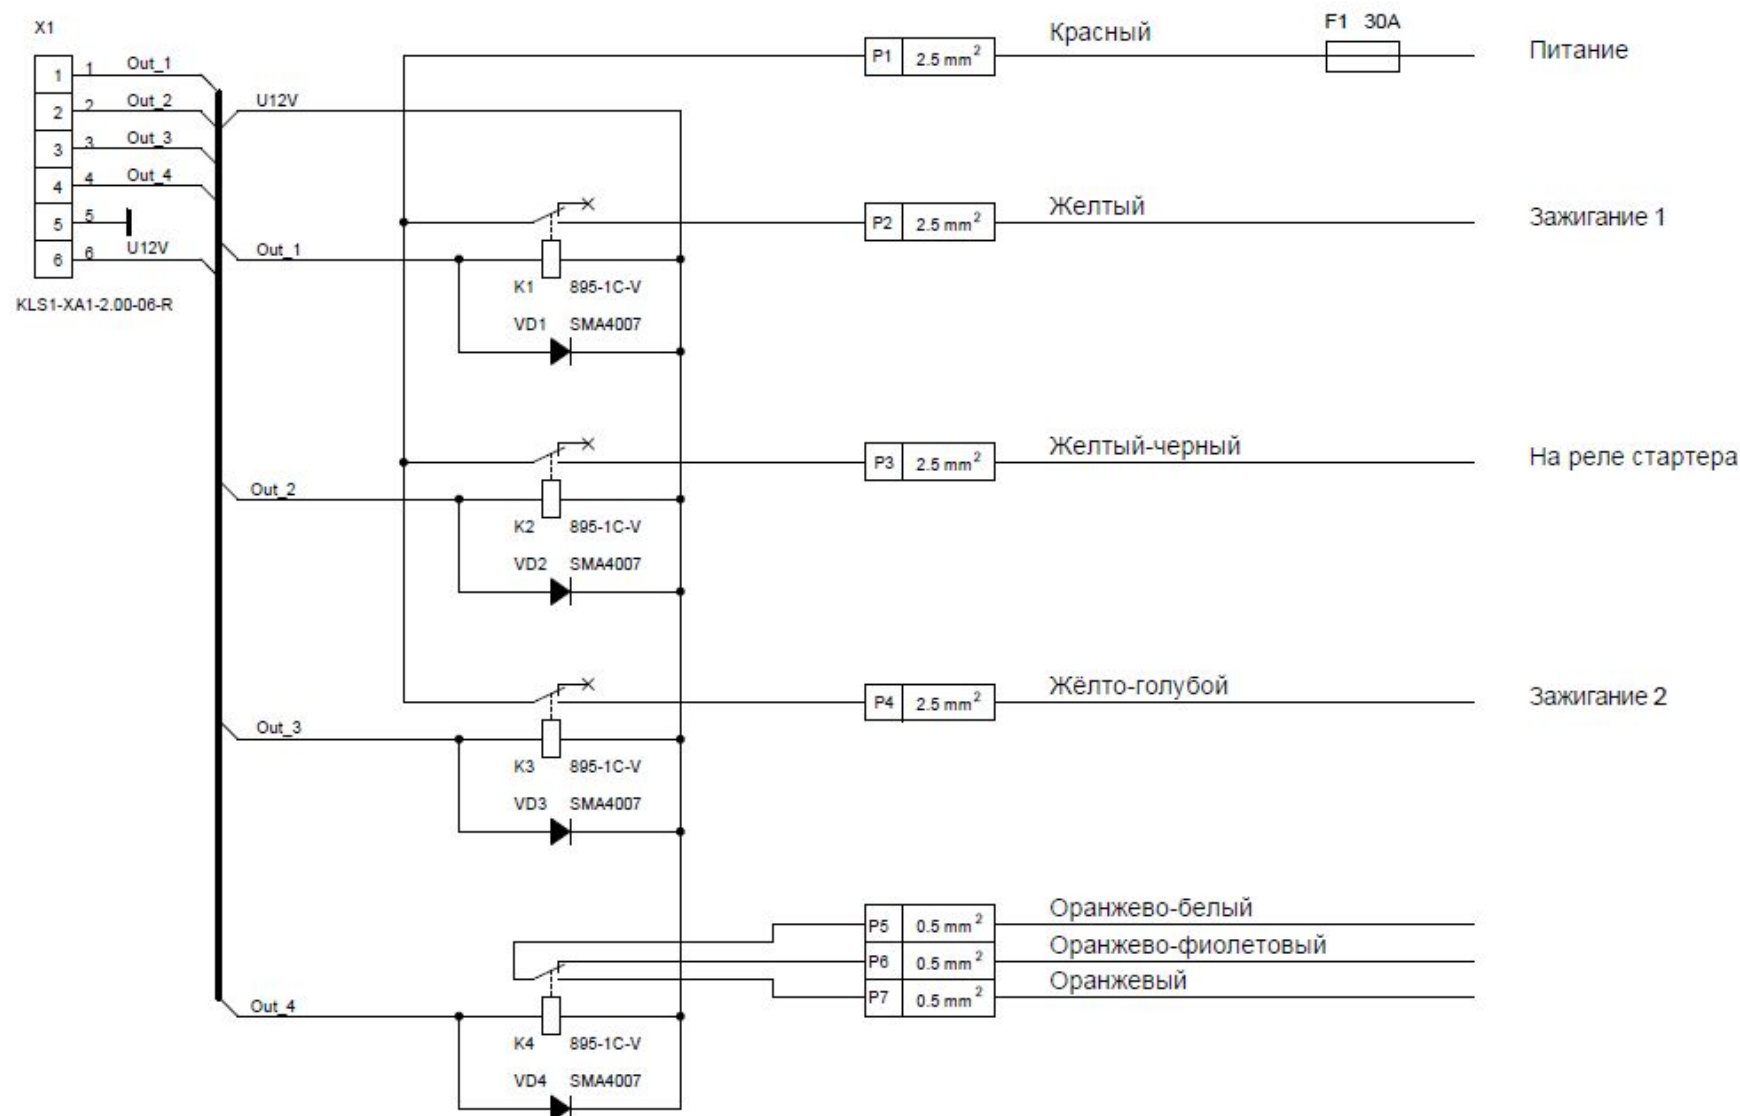 X1
1 1 Out_1
2 2 Out_2
3 3 Out_3
4 4 Out_4
5 5
6 6 U12V
KLS1-XA1-2.00-06-R
U12V
P1 2.5 mm²
Красный
F1 30A
Питание
P2 2.5 mm²
Желтый
Зажигание 1
Out_1
K1 895-1C-V
VD1 SMA4007
P3 2.5 mm²
Желтый-черный
На реле стартера
Out_2
K2 895-1C-V
VD2 SMA4007
P4 2.5 mm²
Жёлто-голубой
Зажигание 2
Out_3
K3 895-1C-V
VD3 SMA4007
P5 0.5 mm²
Оранжево-белый
P6 0.5 mm²
Оранжево-фиолетовый
P7 0.5 mm²
Оранжевый
Out_4
K4 895-1C-V
VD4 SMA4007